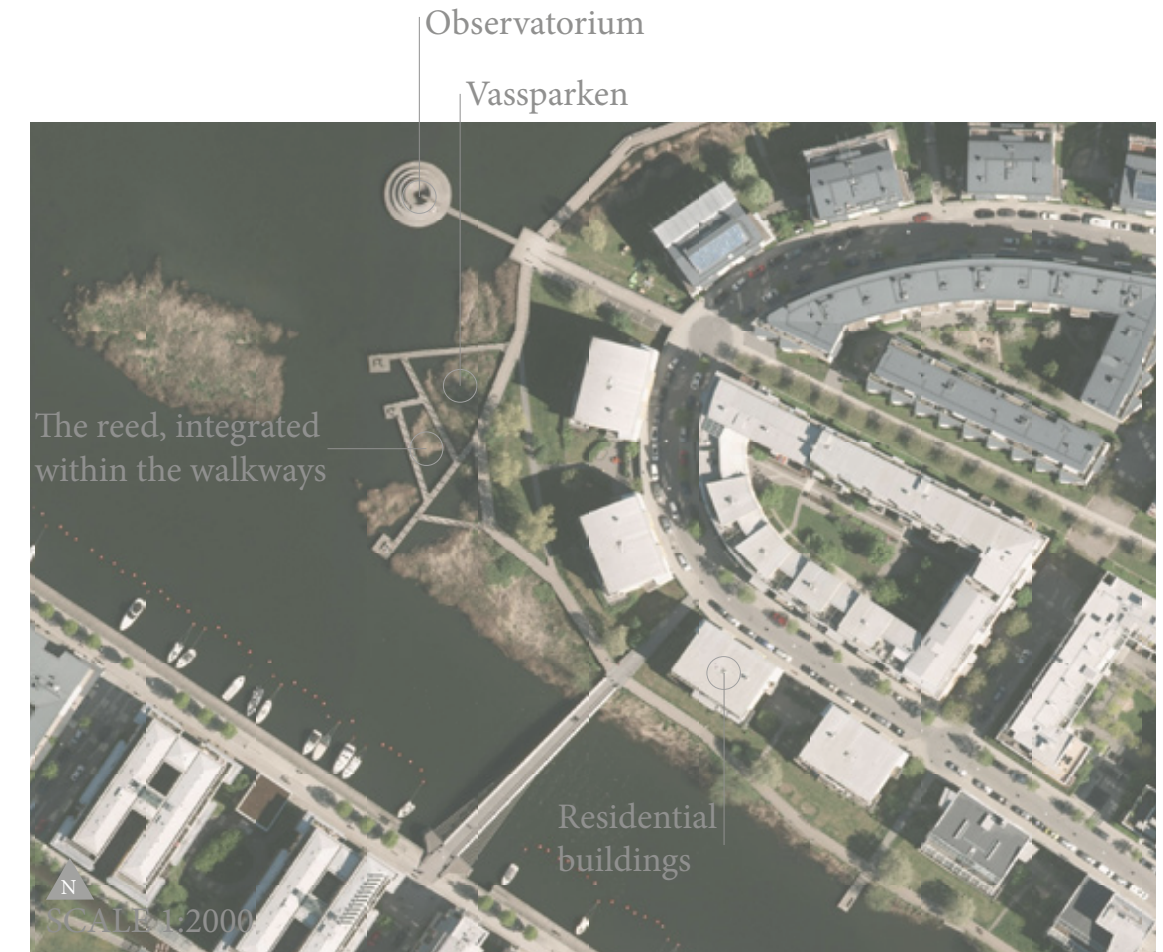 Observatorium
Vassparken
The reed, integrated
within the walkways
Residential
buildings
N
SCALE 1:2000